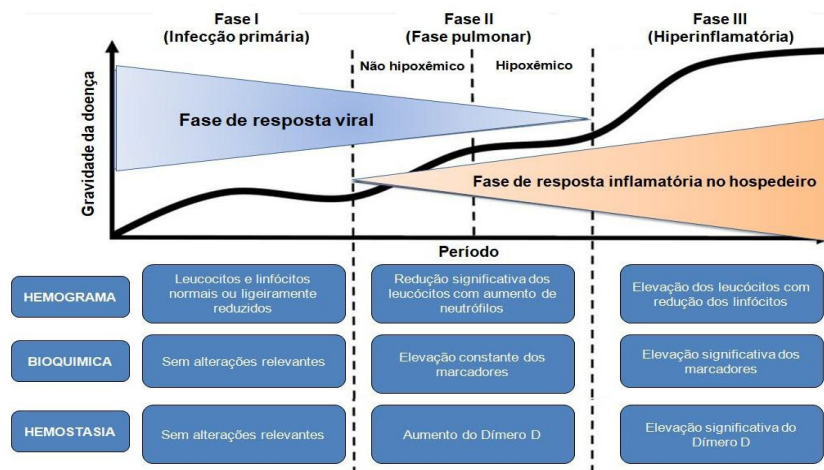 Fase I
(Infecção primária)
Fase II
(Fase pulmonar)
Fase III
(Hiperinflamatória)
Não hipoxêmico
Hipoxêmico
Gravidade da doença
Fase de resposta viral
Fase de resposta inflamatória no hospedeiro
Período
HEMOGRAMA
Leucocitos e linfócitos
normais ou ligeiramente
reduzidos
Redução significativa dos
leucócitos com aumento de
neutrófilos
Elevação dos leucócitos com
redução dos linfócitos
BIOQUIMICA
Sem alterações relevantes
Elevação constante dos
marcadores
Elevação significativa dos
marcadores
HEMOSTASIA
Sem alterações relevantes
Aumento do Dímero D
Elevação significativa do
Dímero D